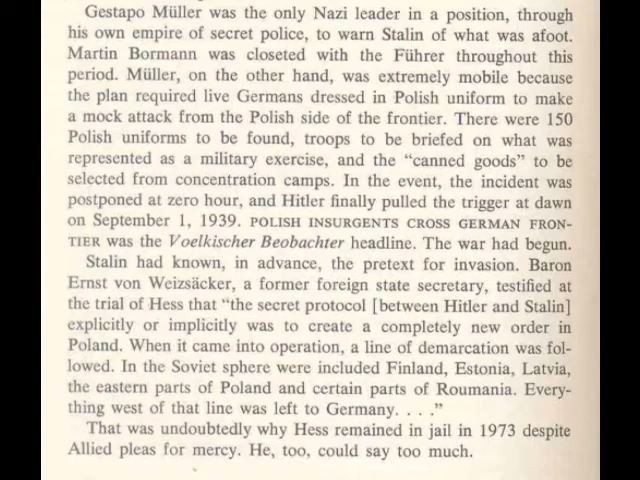 Gestapo Müller was the only Nazi leader in a position, through
his own empire of secret police, to warn Stalin of what was afoot.
Martin Bormann was closeted with the Führer throughout this
period. Müller, on the other hand, was extremely mobile because
the plan required live Germans dressed in Polish uniform to make
a mock attack from the Polish side of the frontier. There were 150
Polish uniforms to be found, troops to be briefed on what was
represented as a military exercise, and the “canned goods” to be
selected from concentration camps. In the event, the incident was
postponed at zero hour, and Hitler finally pulled the trigger at dawn
on September 1, 1939. POLISH INSURGENTS CROSS GERMAN FRON-
TIER was the Voelkischer Beobachter headline. The war had begun.
Stalin had known, in advance, the pretext for invasion. Baron
Ernst von Weizsäcker, a former foreign state secretary, testified at
the trial of Hess that “the secret protocol [between Hitler and Stalin]
explicitly or implicitly was to create a completely new order in
Poland. When it came into operation, a line of demarcation was fol-
lowed. In the Soviet sphere were included Finland, Estonia, Latvia,
the eastern parts of Poland and certain parts of Roumania. Every-
thing west of that line was left to Germany. . . .”
That was undoubtedly why Hess remained in jail in 1973 despite
Allied pleas for mercy. He, too, could say too much.